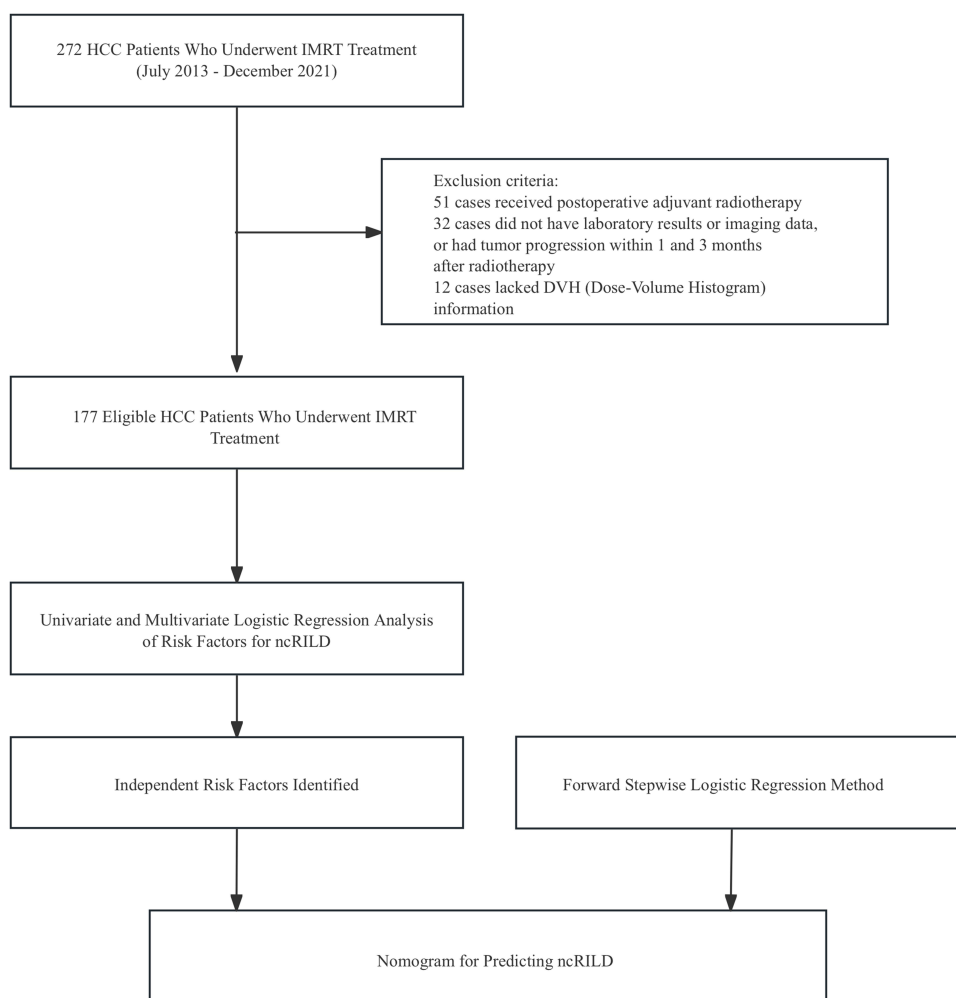 272 HCC Patients Who Underwent IMRT Treatment
(July 2013 - December 2021)
Exclusion criteria:
51 cases received postoperative adjuvant radiotherapy
32 cases did not have laboratory results or imaging data,
or had tumor progression within 1 and 3 months
after radiotherapy
12 cases lacked DVH (Dose-Volume Histogram)
information
177 Eligible HCC Patients Who Underwent IMRT
Treatment
Univariate and Multivariate Logistic Regression Analysis
of Risk Factors for ncRILD
Independent Risk Factors Identified
Forward Stepwise Logistic Regression Method
Nomogram for Predicting ncRILD